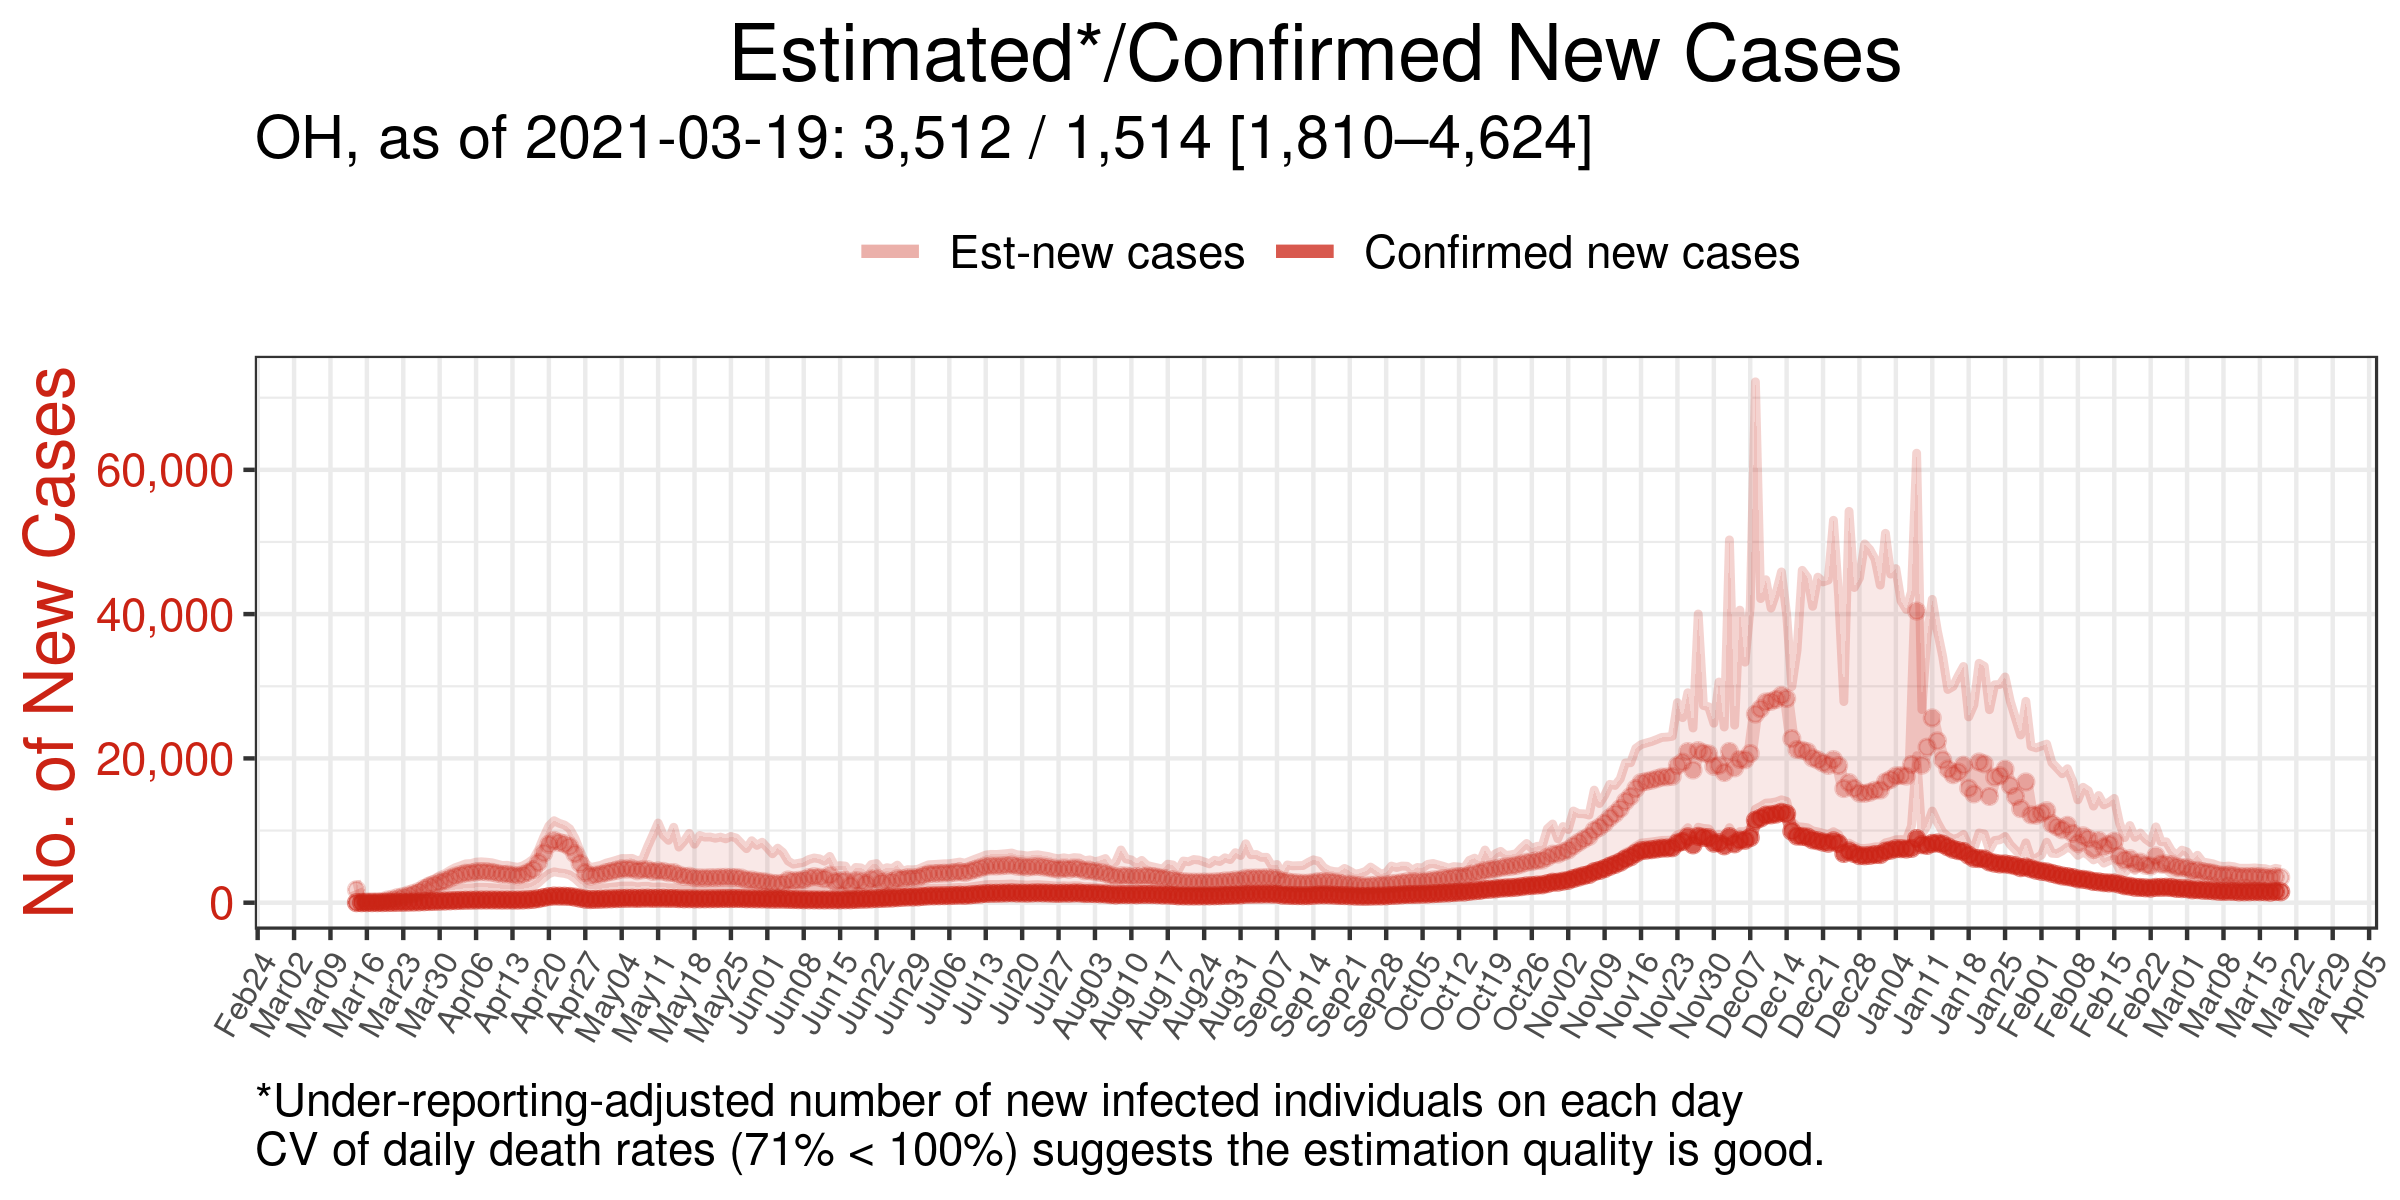 Estimated*/Confirmed New Cases
OH, as of 2021-03-19: 3,512 / 1,514 [1,810–4,624]
Est-new cases
Confirmed new cases
No. of New Cases
60,000
40,000
20,000
0
Feb24
Mar02
Mar09
Mar16
Mar23
Mar30
Apr06
Apr13
Apr20
Apr27
May04
May11
May18
May25
Jun01
Jun08
Jun15
Jun22
Jun29
Jul06
Jul13
Jul20
Jul27
Aug03
Aug10
Aug17
Aug24
Aug31
Sep07
Sep14
Sep21
Sep28
Oct05
Oct12
Oct19
Oct26
Nov02
Nov09
Nov16
Nov23
Nov30
Dec07
Dec14
Dec21
Dec28
Jan04
Jan11
Jan18
Jan25
Feb01
Feb08
Feb15
Feb22
Mar01
Mar08
Mar15
Mar22
Mar29
Apr05
*Under-reporting-adjusted number of new infected individuals on each day
CV of daily death rates (71% < 100%) suggests the estimation quality is good.